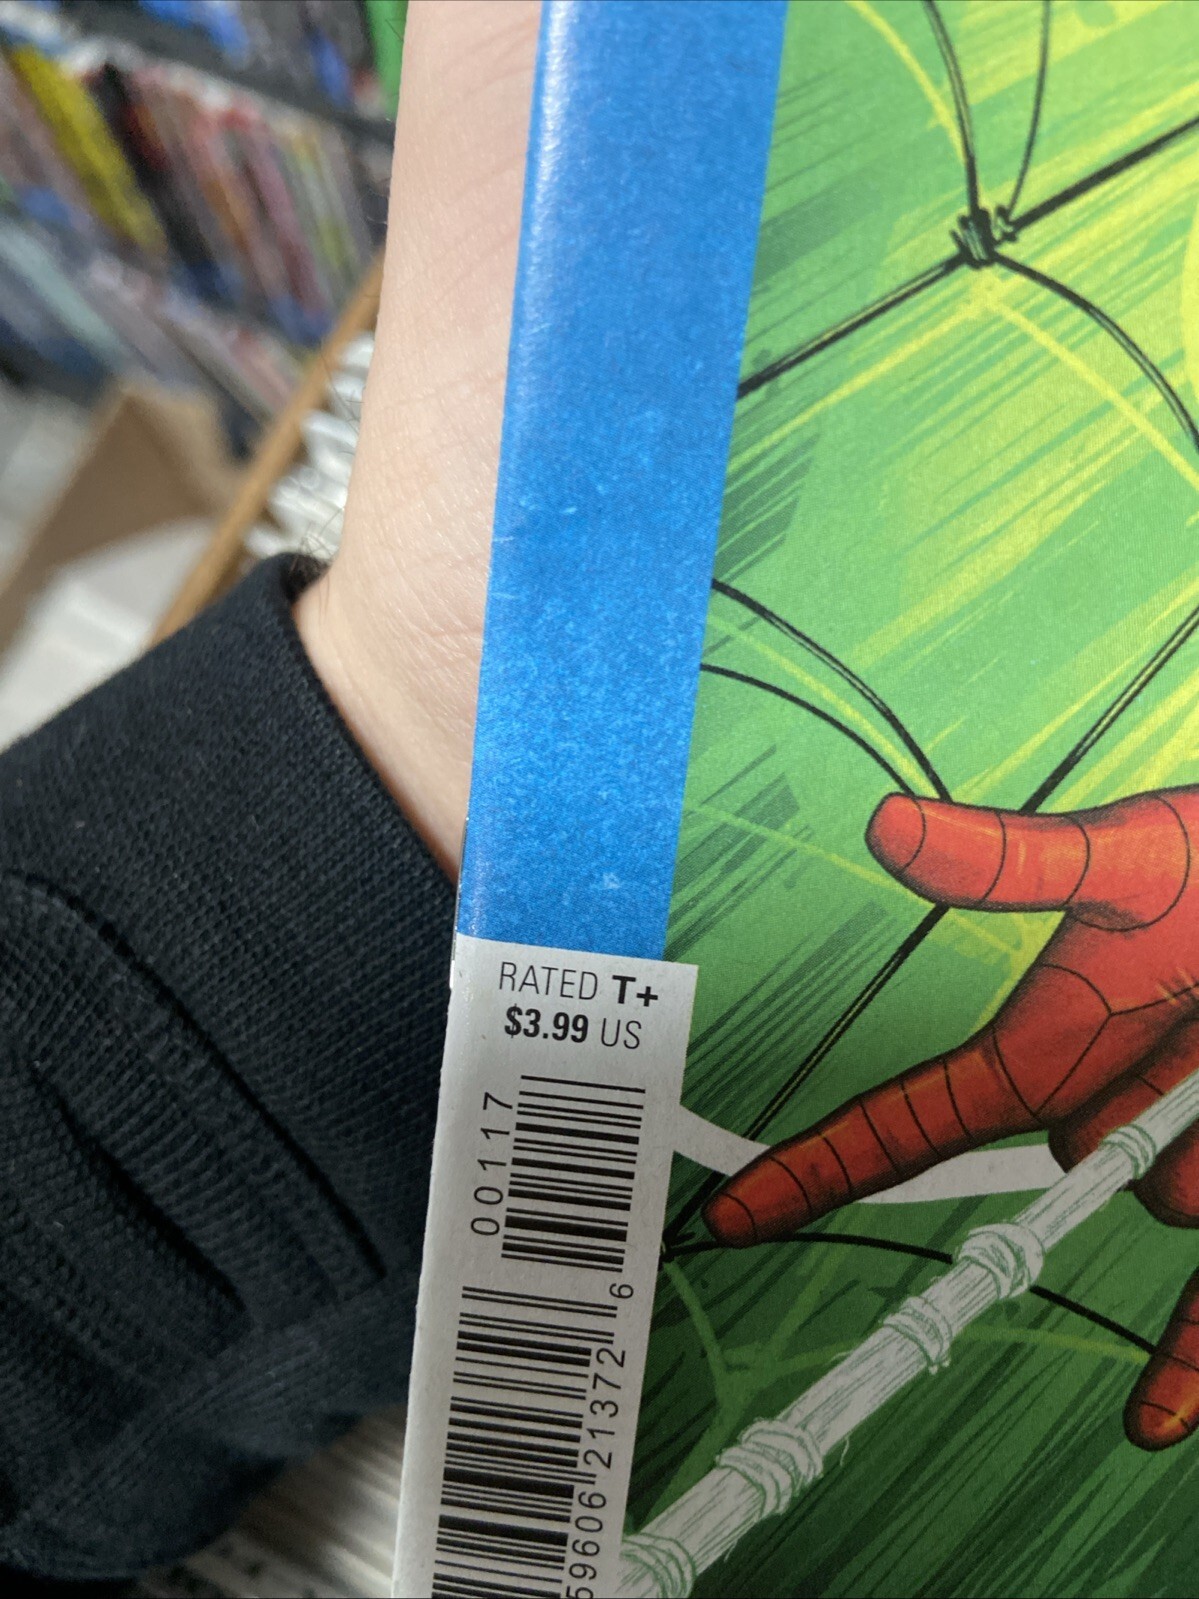 RATED T+
$3.99 US
00117
59606 21372 6